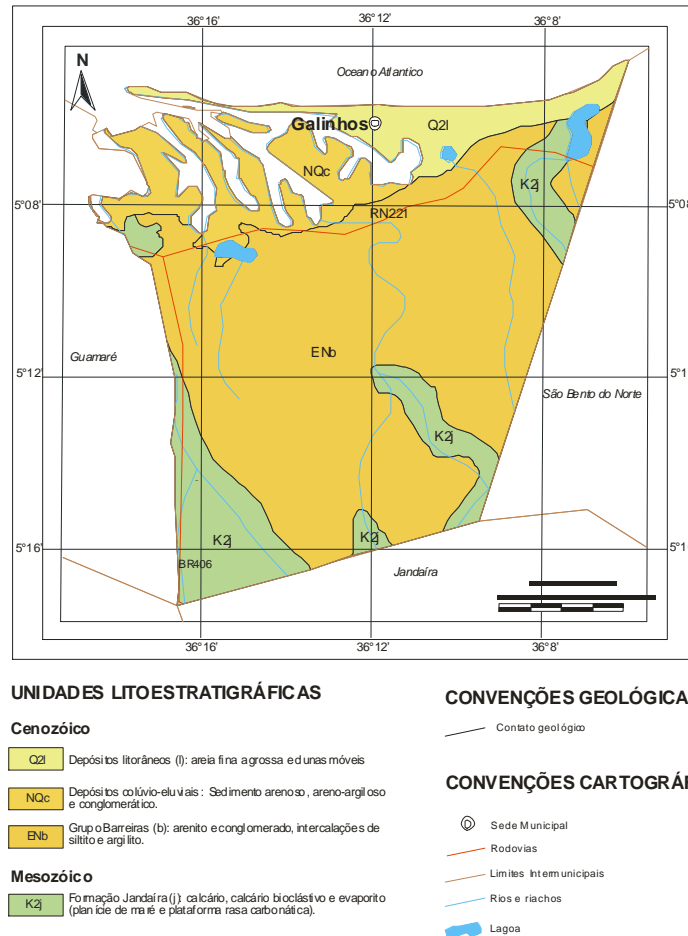 36°16' 36°12' 36°8'
N
Oceano Atlantico
Galinhos
Q2l
NQc
K2j
5°08' 5°08
RN221
Guamaré
ENb
5°12' 5°1
São Bento do Norte
K2j
K2j
K2j
5°16' 5°16
BR406
Jandaíra
36°16' 36°12' 36°8'
UNIDADES LITOESTRATIGRÁFICAS
Cenozóico
Q2l Depósitos litorâneos (l): areia fina a grossa e dunas móveis
NQc Depósitos colúvio-eluviais: Sedimento arenoso, areno-argiloso
e conglomerático.
ENb Grupo Barreiras (b): arenito e conglomerado, intercalações de
siltito e argilito.
Mesozóico
K2j Formação Jandaíra (j): calcário, calcário bioclástivo e evaporito
(planície de maré e plataforma rasa carbonática).
CONVENÇÕES GEOLÓGICA
Contato geológico
CONVENÇÕES CARTOGRÁF
Sede Municipal
Rodovias
Limites Intermunicipais
Rios e riachos
Lagoa